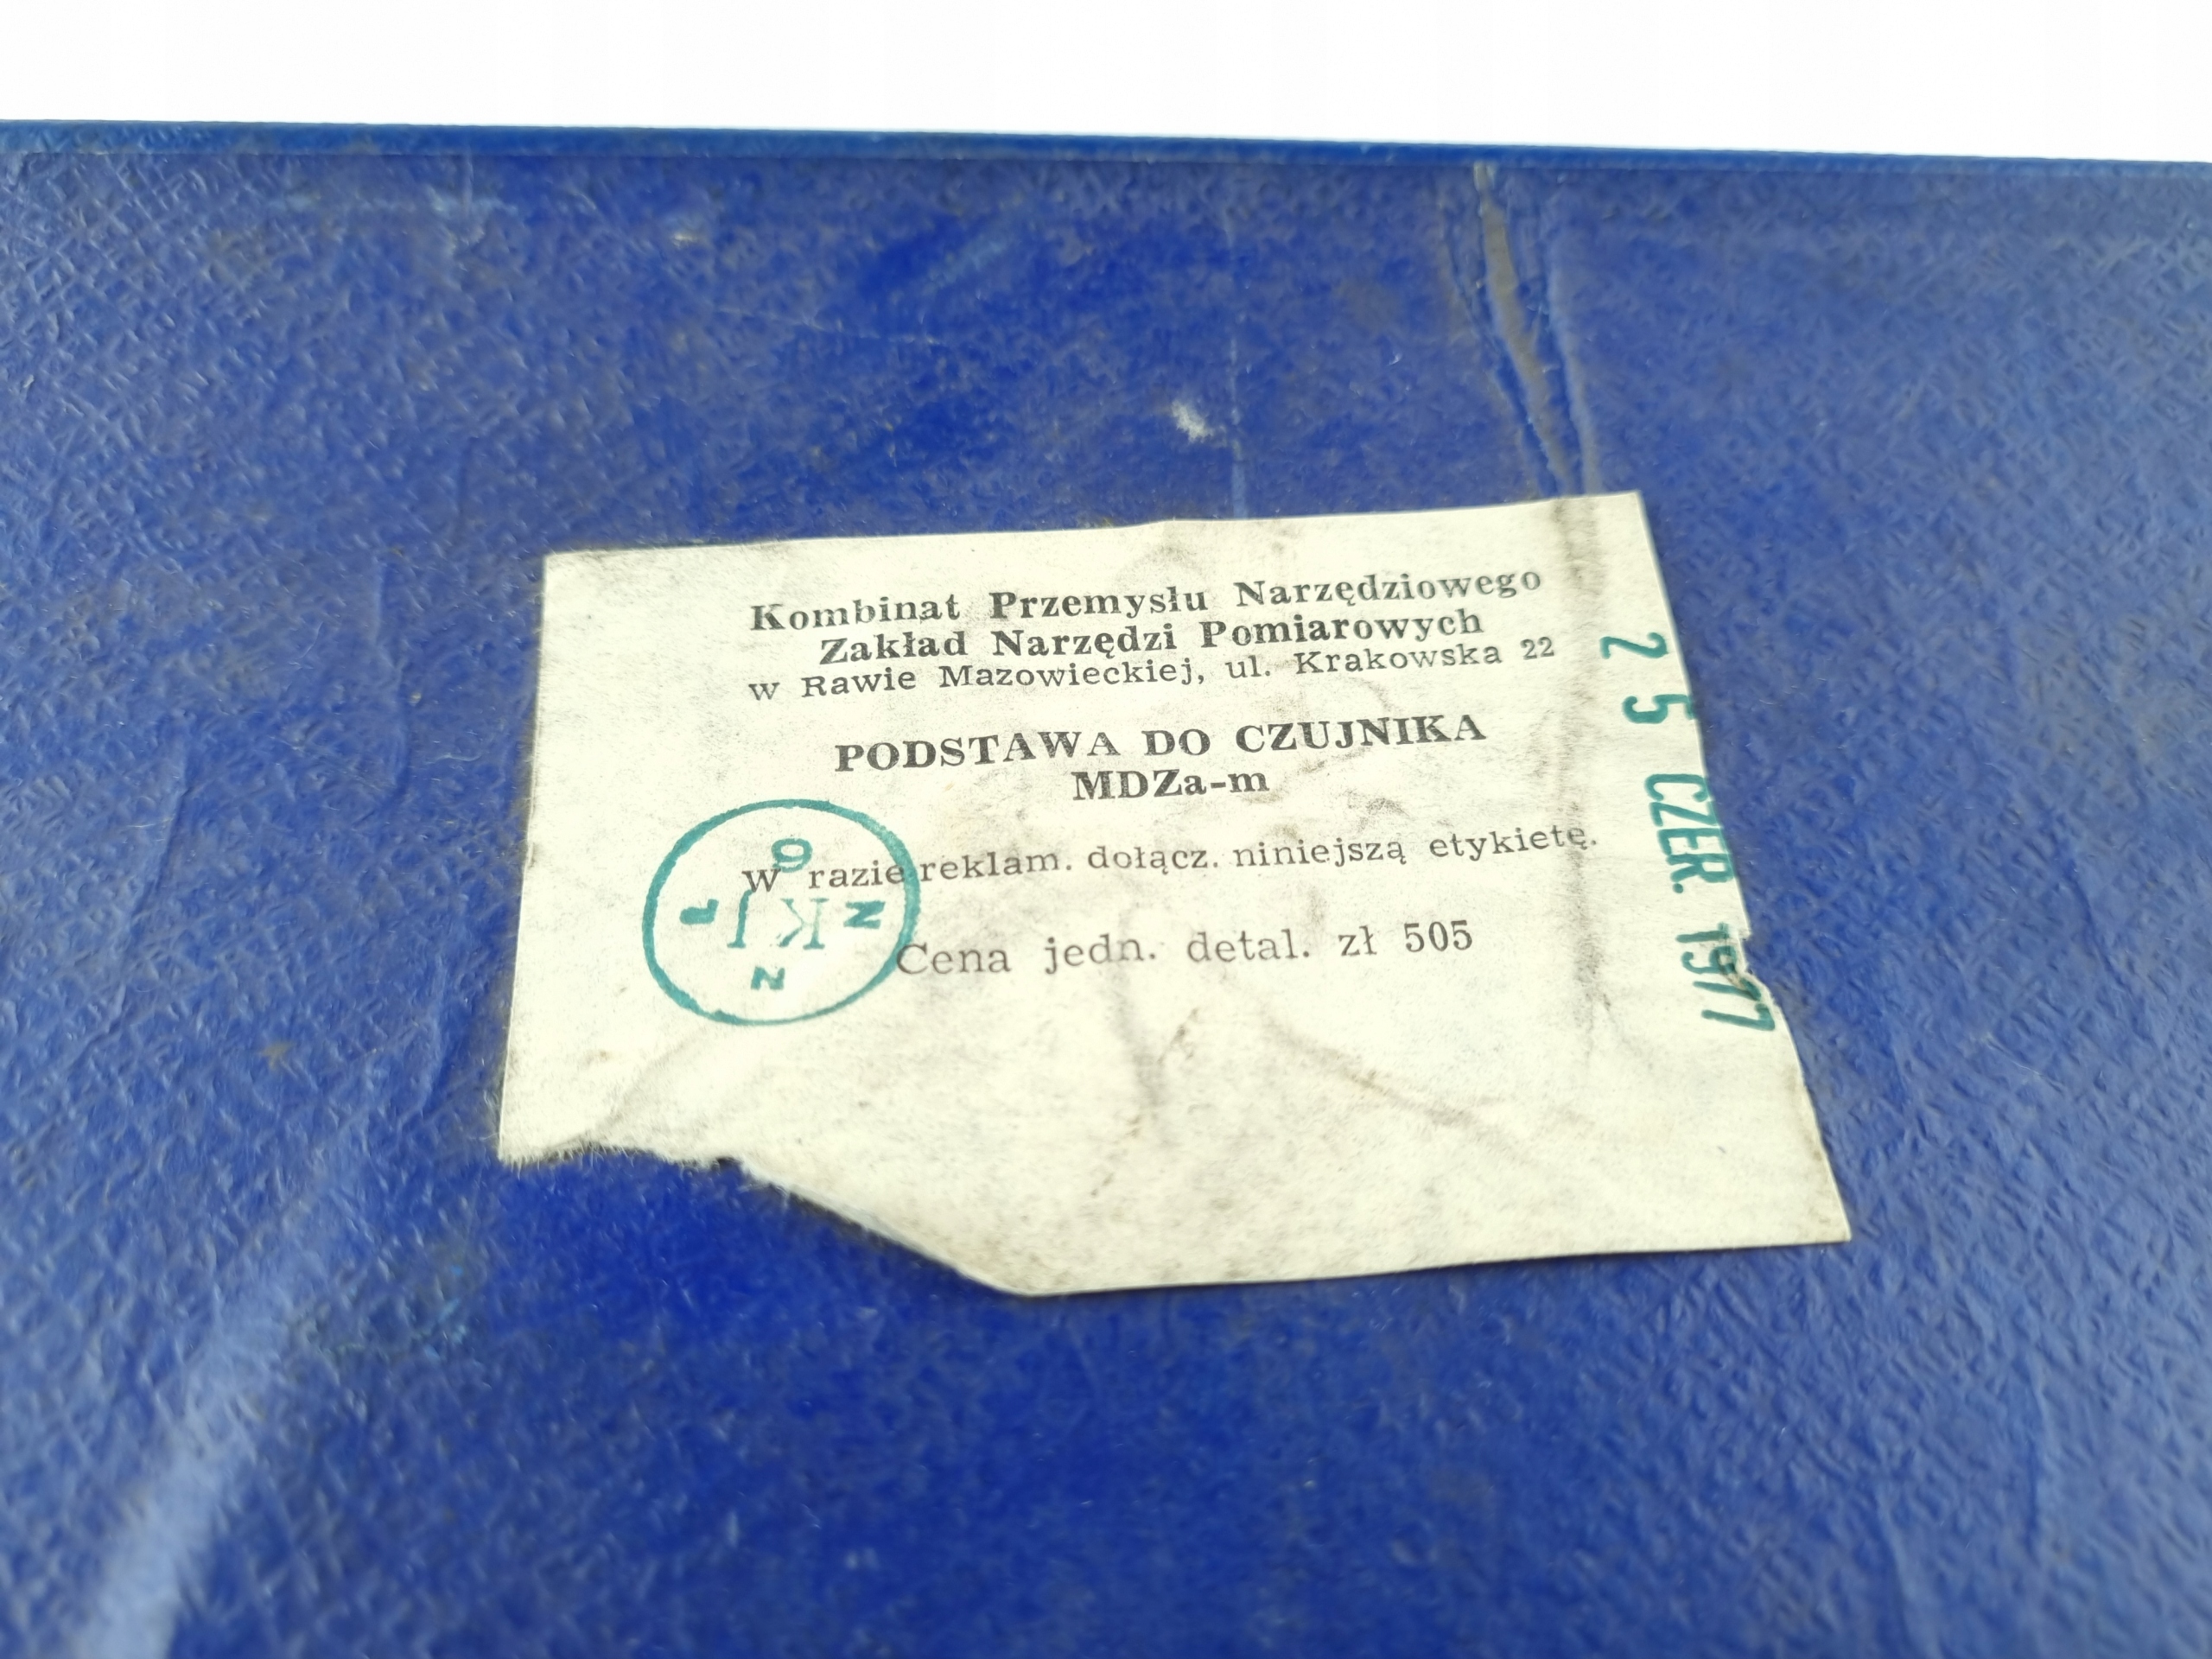 Kombinat Przemysłu Narzędziowego
Zakład Narzędzi Pomiarowych
w Rawie Mazowieckiej, ul. Krakowska 22
PODSTAWA DO CZUJNIKA
MDZa-m
w razie reklam. dołącz. niniejszą etykietę.
Cena jedn. detal. zł 505
25 CZER. 1977